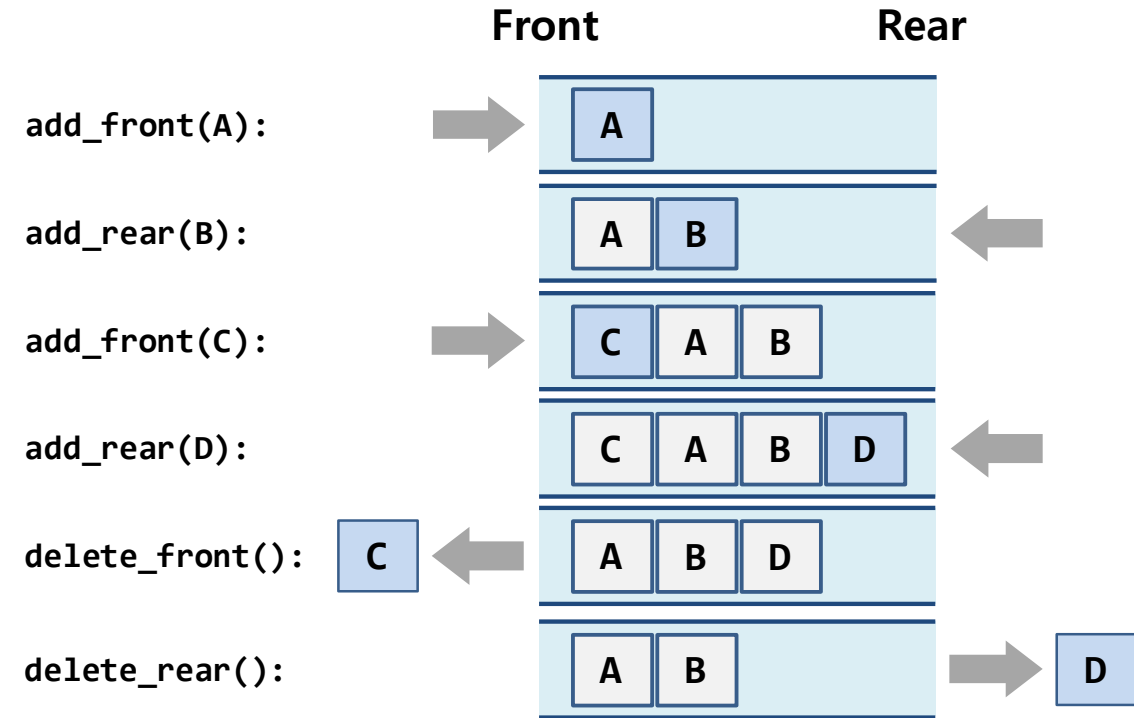 Front Rear
add_front(A): A
add_rear(B): A B
add_front(C): C A B
add_rear(D): C A B D
delete_front(): C A B D
delete_rear(): A B D